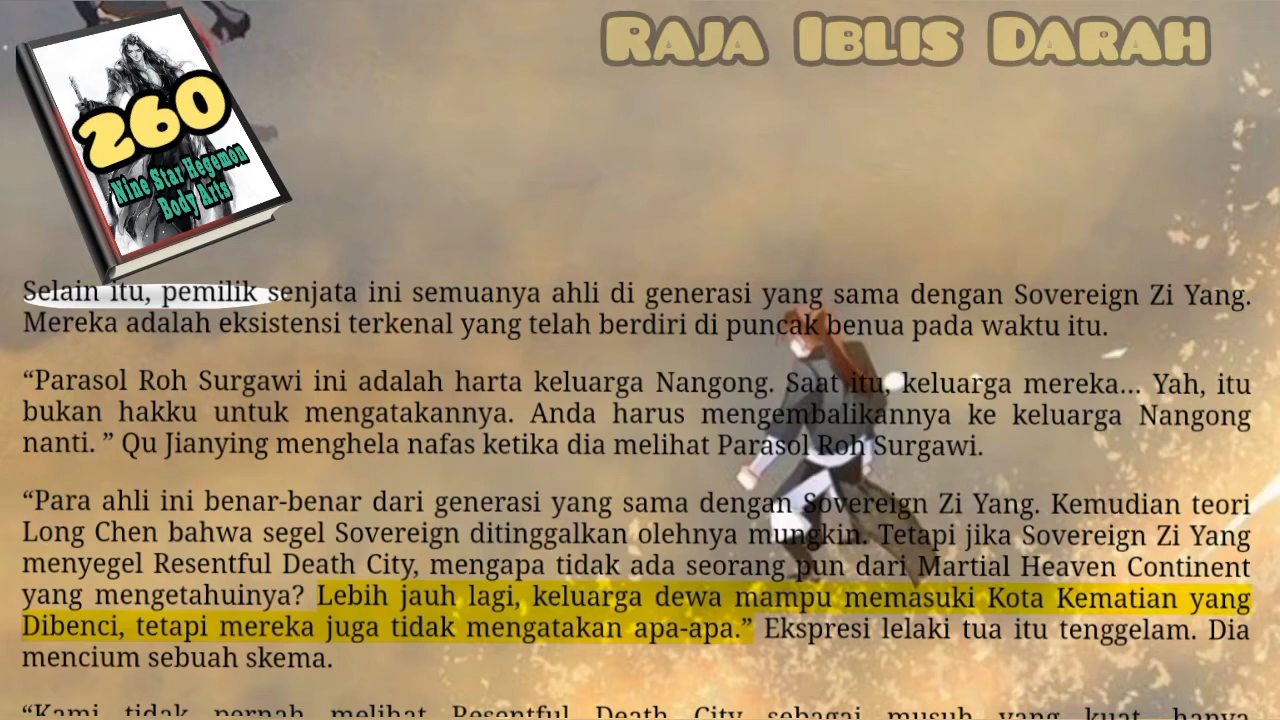 Raja Iblis Darah
260
Nine Star Hegemon
Body Arts
Selain itu, pemilik senjata ini semuanya ahli di generasi yang sama dengan Sovereign Zi Yang.
Mereka adalah eksistensi terkenal yang telah berdiri di puncak benua pada waktu itu.
“Parasol Roh Surgawi ini adalah harta keluarga Nangong. Saat itu, keluarga mereka… Yah, itu
bukan hakku untuk mengatakannya. Anda harus mengembalikannya ke keluarga Nangong
nanti. ” Qu Jianying menghela nafas ketika dia melihat Parasol Roh Surgawi.
“Para ahli ini benar-benar dari generasi yang sama dengan Sovereign Zi Yang. Kemudian teori
Long Chen bahwa segel Sovereign ditinggalkan olehnya mungkin. Tetapi jika Sovereign Zi Yang
menyegel Resentful Death City, mengapa tidak ada seorang pun dari Martial Heaven Continent
yang mengetahuinya? Lebih jauh lagi, keluarga dewa mampu memasuki Kota Kematian yang
Dibenci, tetapi mereka juga tidak mengatakan apa-apa.” Ekspresi lelaki tua itu tenggelam. Dia
mencium sebuah skema.
“Kami tidak pernah melihat Resentful Death City sebagai musuh yang kuat, hanya